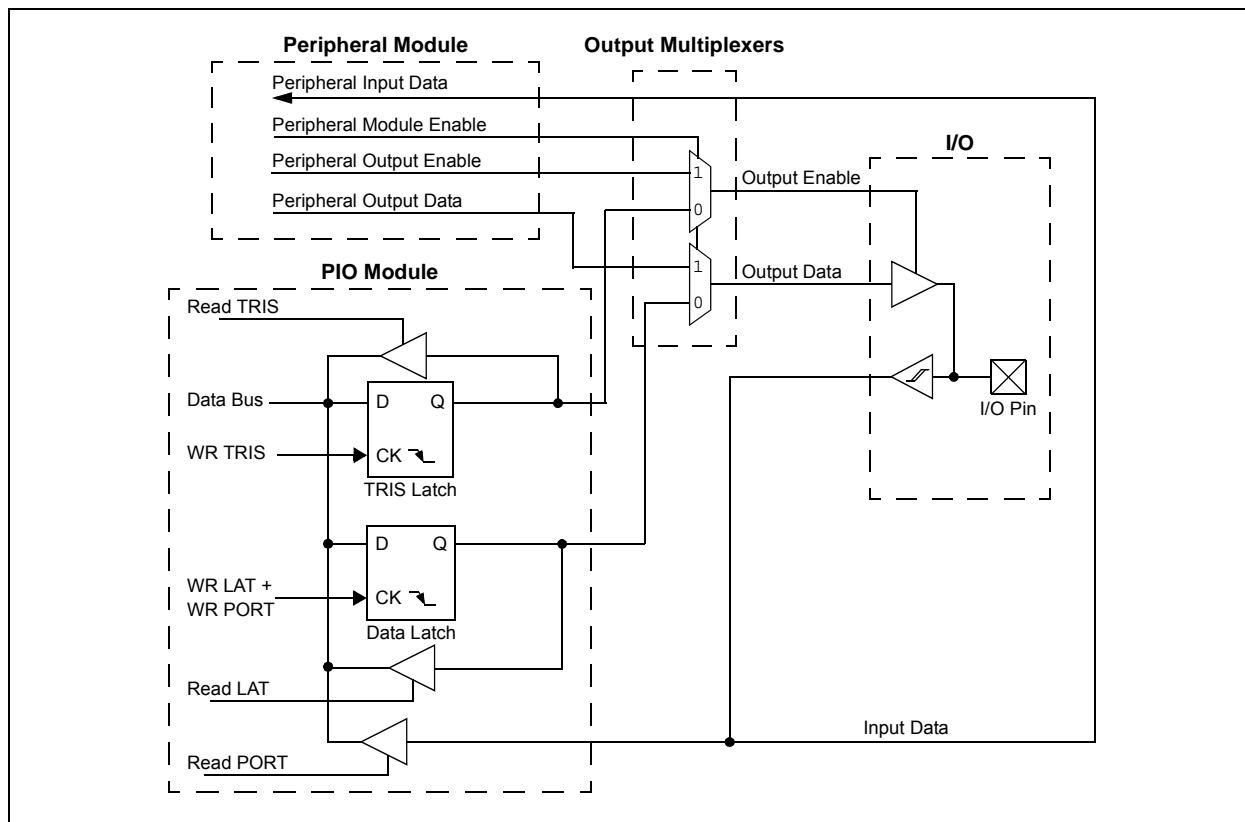 Peripheral Module
Output Multiplexers
Peripheral Input Data
Peripheral Module Enable
Peripheral Output Enable
Peripheral Output Data
1
0
1
0
Output Enable
Output Data
I/O
I/O Pin
PIO Module
Read TRIS
Data Bus
D
Q
WR TRIS
CK
TRIS Latch
D
Q
WR LAT +
WR PORT
CK
Data Latch
Read LAT
Read PORT
Input Data